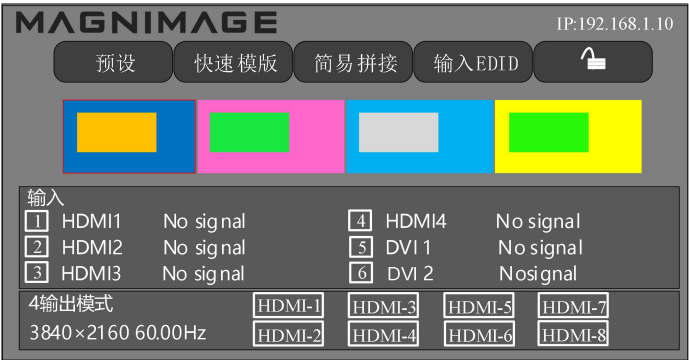 MAGNIMAGE
IP:192.168.1.10
预设 快速模版 简易拼接 输入EDID
输入
1 HDMI1 No signal 4 HDMI4 No signal
2 HDMI2 No signal 5 DVI 1 No signal
3 HDMI3 No signal 6 DVI 2 Nosignal
4输出模式 HDMI-1 HDMI-3 HDMI-5 HDMI-7
3840×2160 60.00Hz HDMI-2 HDMI-4 HDMI-6 HDMI-8